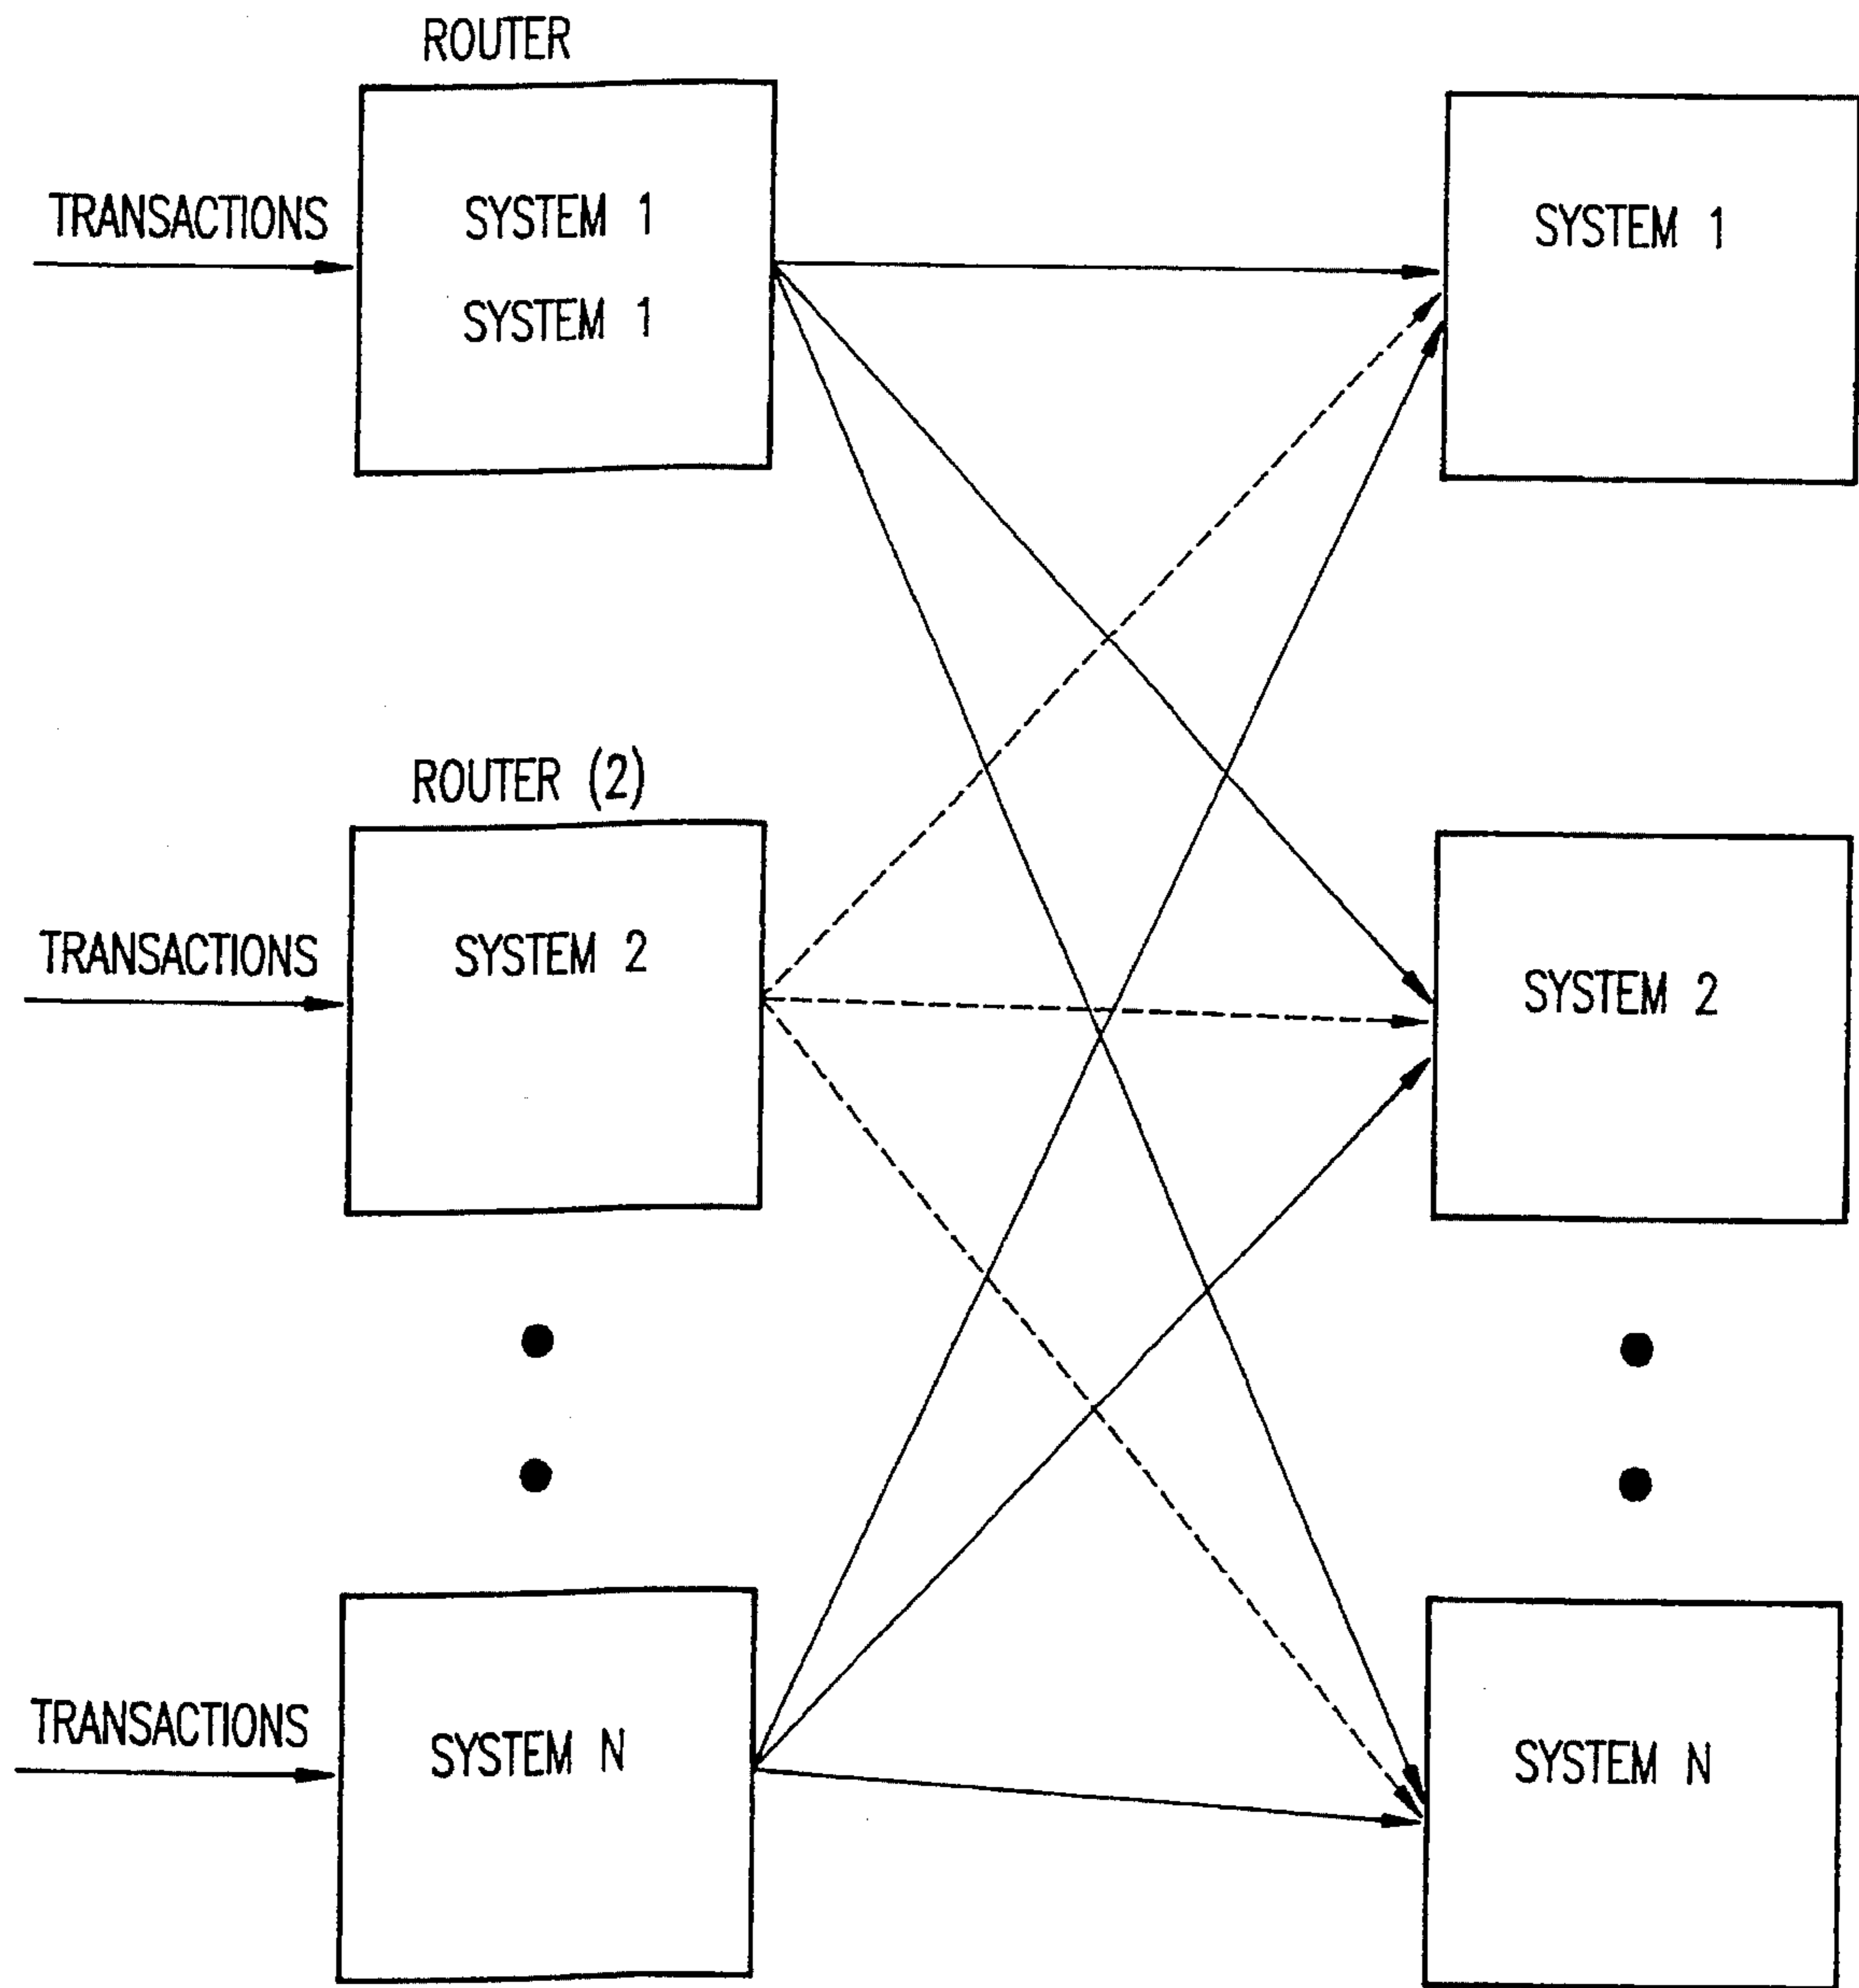 ROUTER
TRANSACTIONS
SYSTEM 1
SYSTEM 1
SYSTEM 1
ROUTER (2)
TRANSACTIONS
SYSTEM 2
SYSTEM 2
TRANSACTIONS
SYSTEM N
SYSTEM N